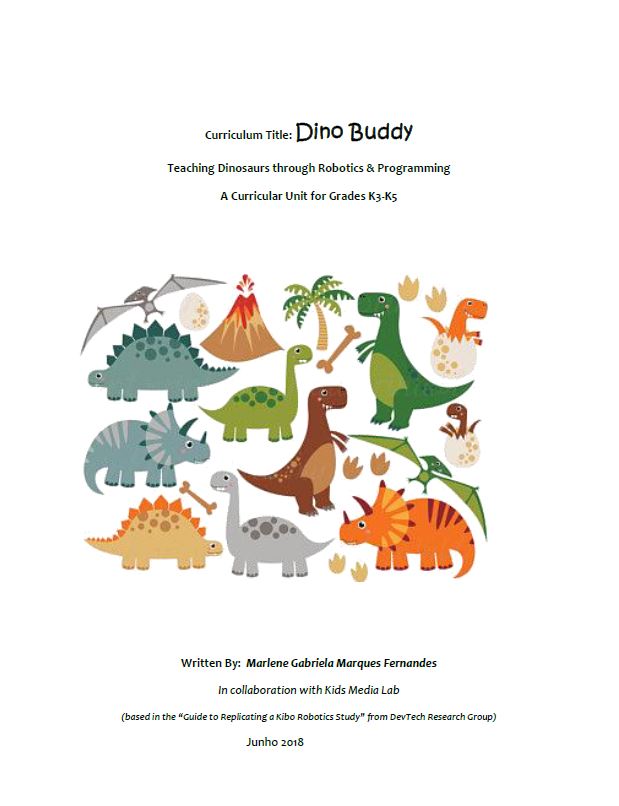 Curriculum Title: Dino Buddy
Teaching Dinosaurs through Robotics & Programming
A Curricular Unit for Grades K3-K5
Written By: Marlene Gabriela Marques Fernandes
In collaboration with Kids Media Lab
(based in the “Guide to Replicating a Kibo Robotics Study” from DevTech Research Group)
Junho 2018